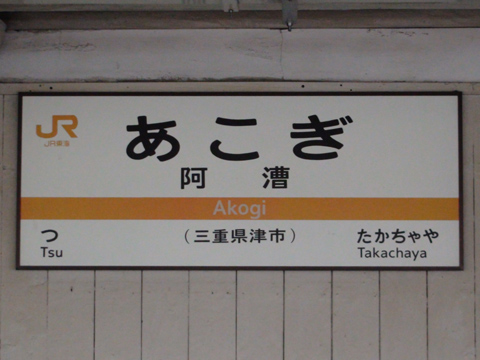 JR
JR東海
あこぎ
阿漕
Akogi
つ
Tsu
(三重県津市)
たかちゃや
Takachaya